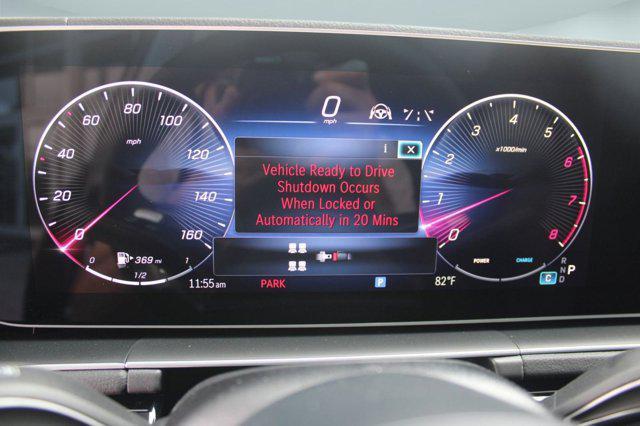 0
mph
80
60
100
mph
40
120
20
140
0
160
369 mi
0
1/2
1
i X
Vehicle Ready to Drive
Shutdown Occurs
When Locked or
Automatically in 20 Mins
4
3
5
x1000/min
2
6
1
7
0
8
POWER
CHARGE
11:55 am
PARK
P
82°F
C
R
N
D
P